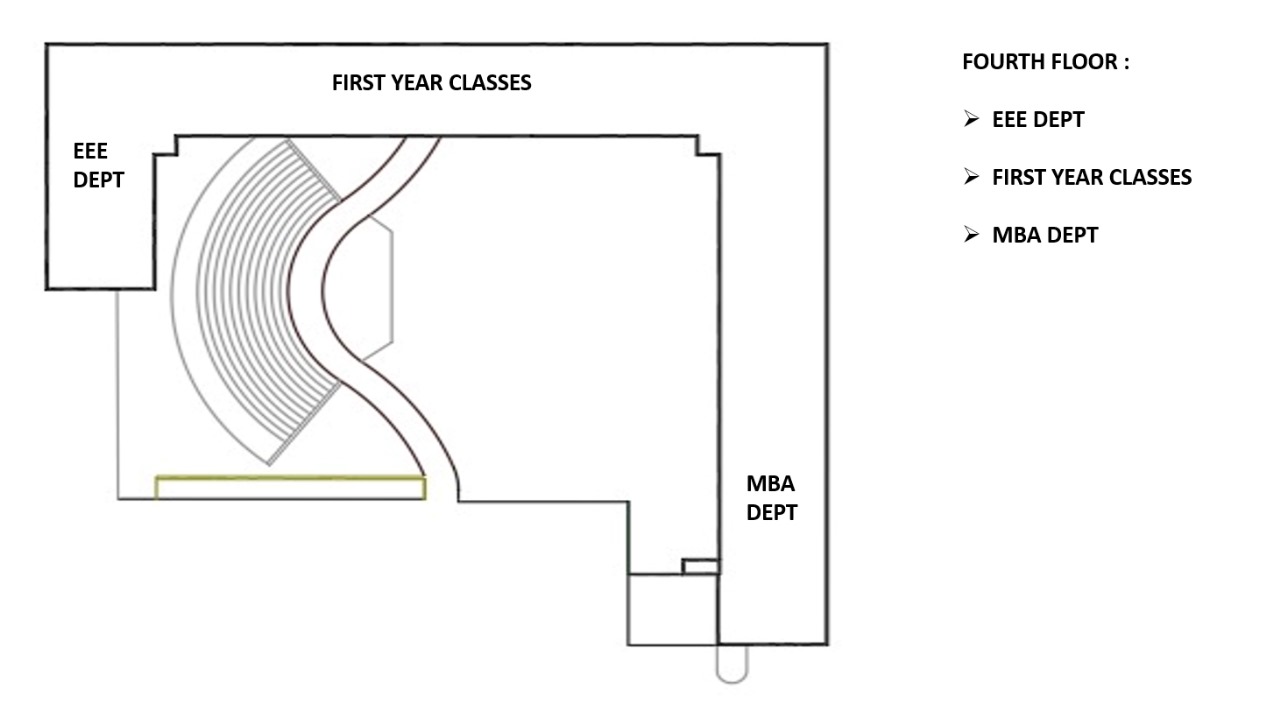 FIRST YEAR CLASSES
EEE
DEPT
MBA
DEPT
FOURTH FLOOR :
EEE DEPT
FIRST YEAR CLASSES
MBA DEPT